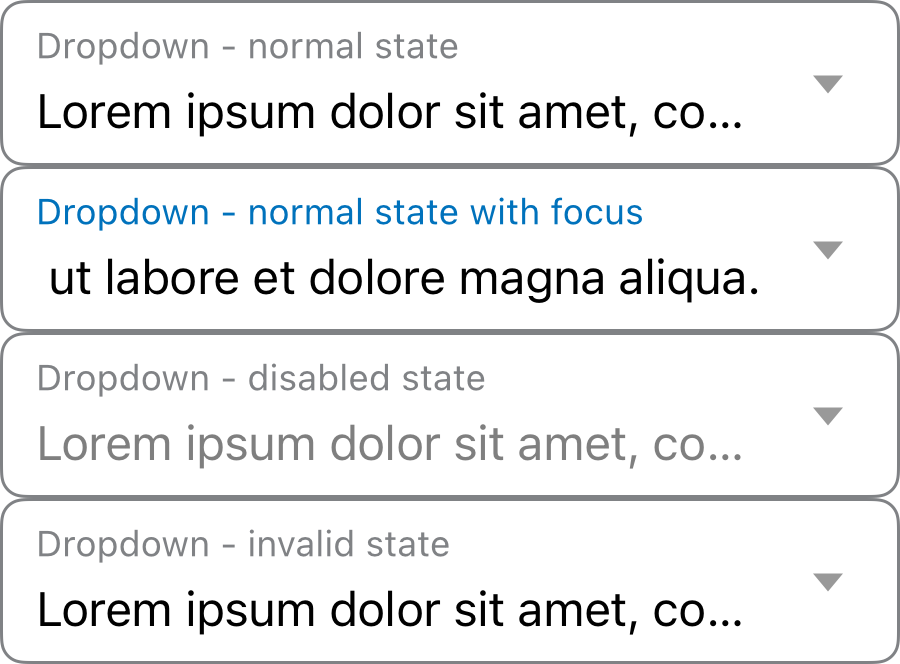 Dropdown - normal state
Lorem ipsum dolor sit amet, co...
Dropdown - normal state with focus
ut labore et dolore magna aliqua.
Dropdown - disabled state
Lorem ipsum dolor sit amet, co...
Dropdown - invalid state
Lorem ipsum dolor sit amet, co...